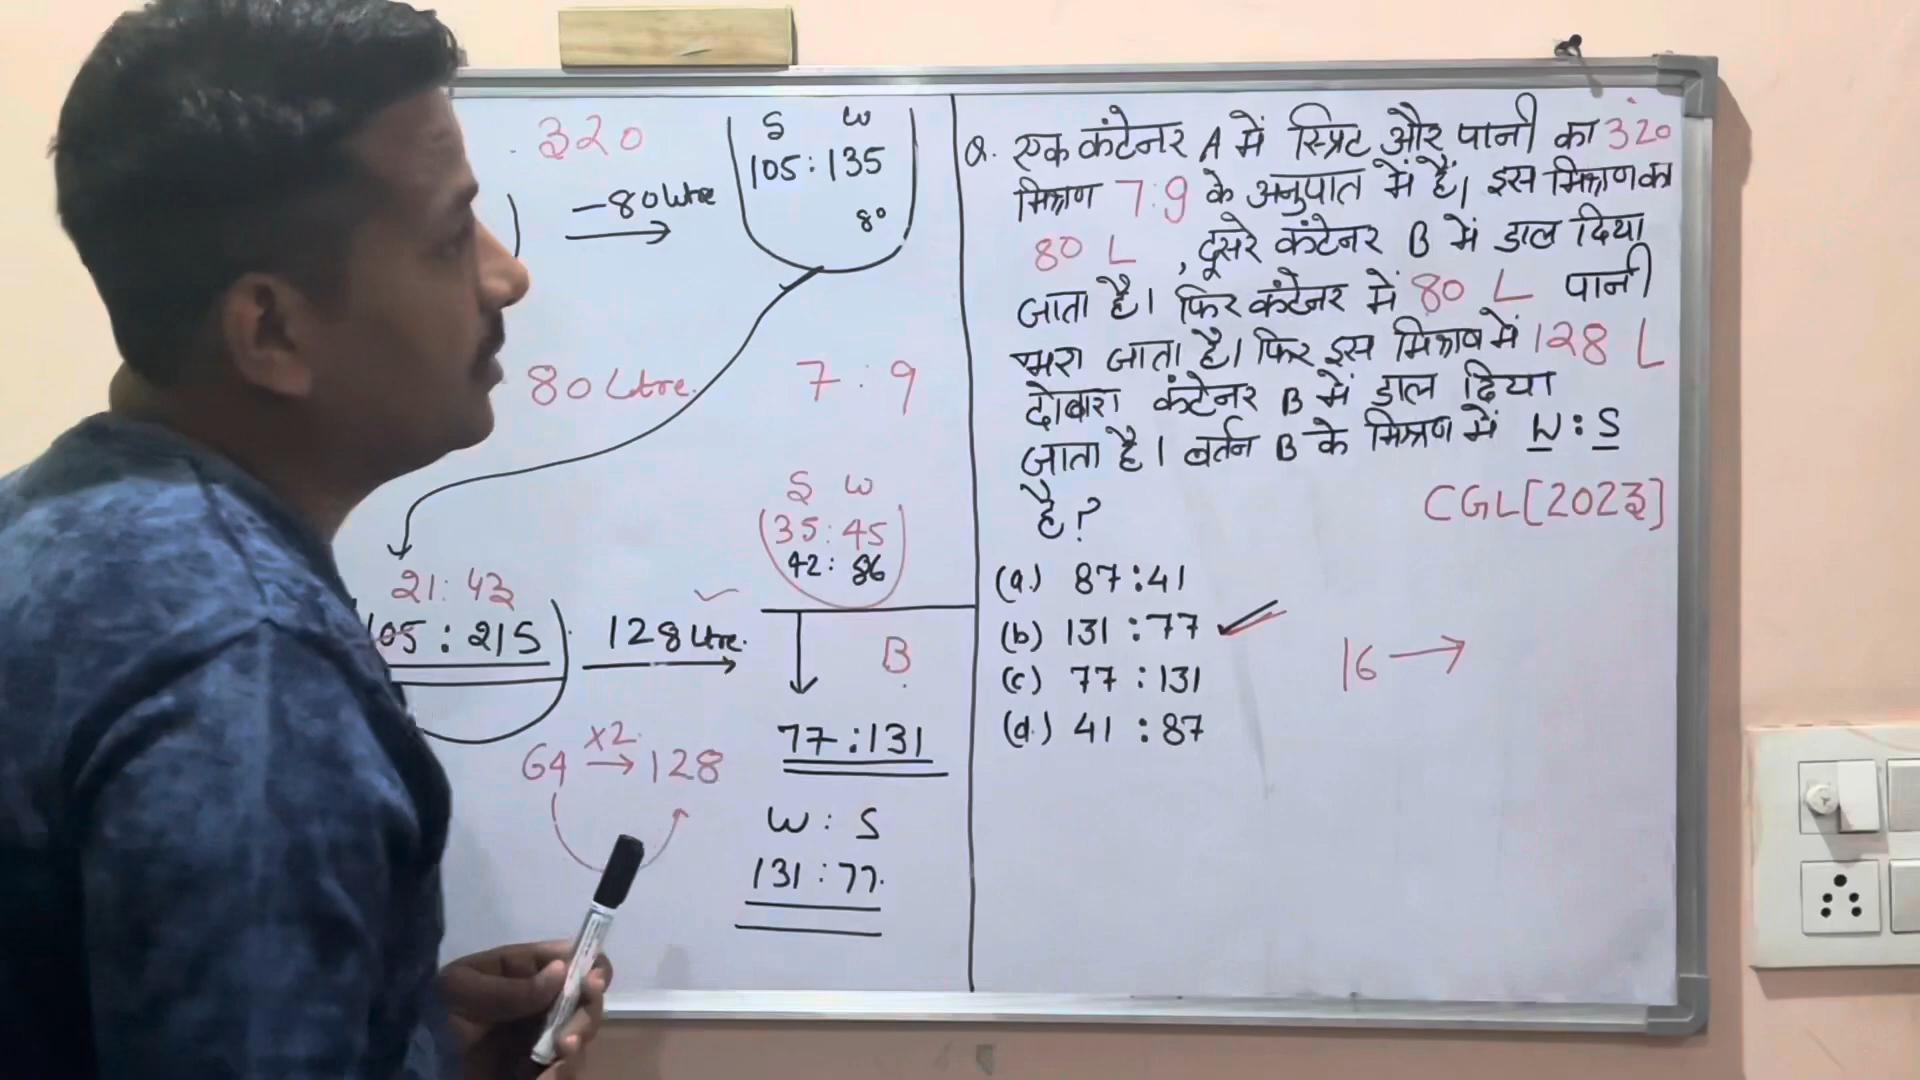 320
S W
105 : 135
80
-80 Litre
80 Litre.
7 : 9
S W
35 : 45
42 : 86
21 : 43
105 : 215
128 Litre.
B
64 x2 → 128
77 : 131
W : S
131 : 77.
Q. एक कंटेनर A में स्प्रिट और पानी का 320
मिश्रण 7:9 के अनुपात में हैं। इस मिश्रण का
80 L , दूसरे कंटेनर B में डाल दिया
जाता है। फिर कंटेनर में 80 L पानी
भरा जाता है। फिर इस मिश्रण में 128 L
दोबारा कंटेनर B में डाल दिया
जाता है। बर्तन B के मिश्रण में W : S
है ?
CGL [2023]
(a.) 87 : 41
(b) 131 : 77
(c) 77 : 131
(d.) 41 : 87
16 →